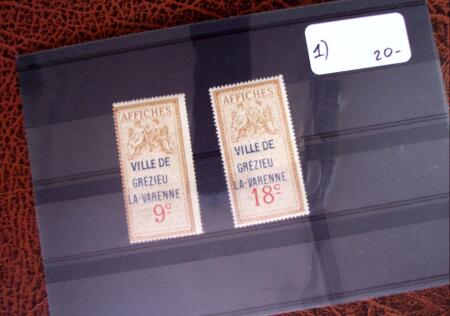 1) 20-
AFFICHES
VILLE DE
GRÉZIEU
LA-VARENNE
9c
AFFICHES
VILLE DE
GRÉZIEU
LA-VARENNE
18c